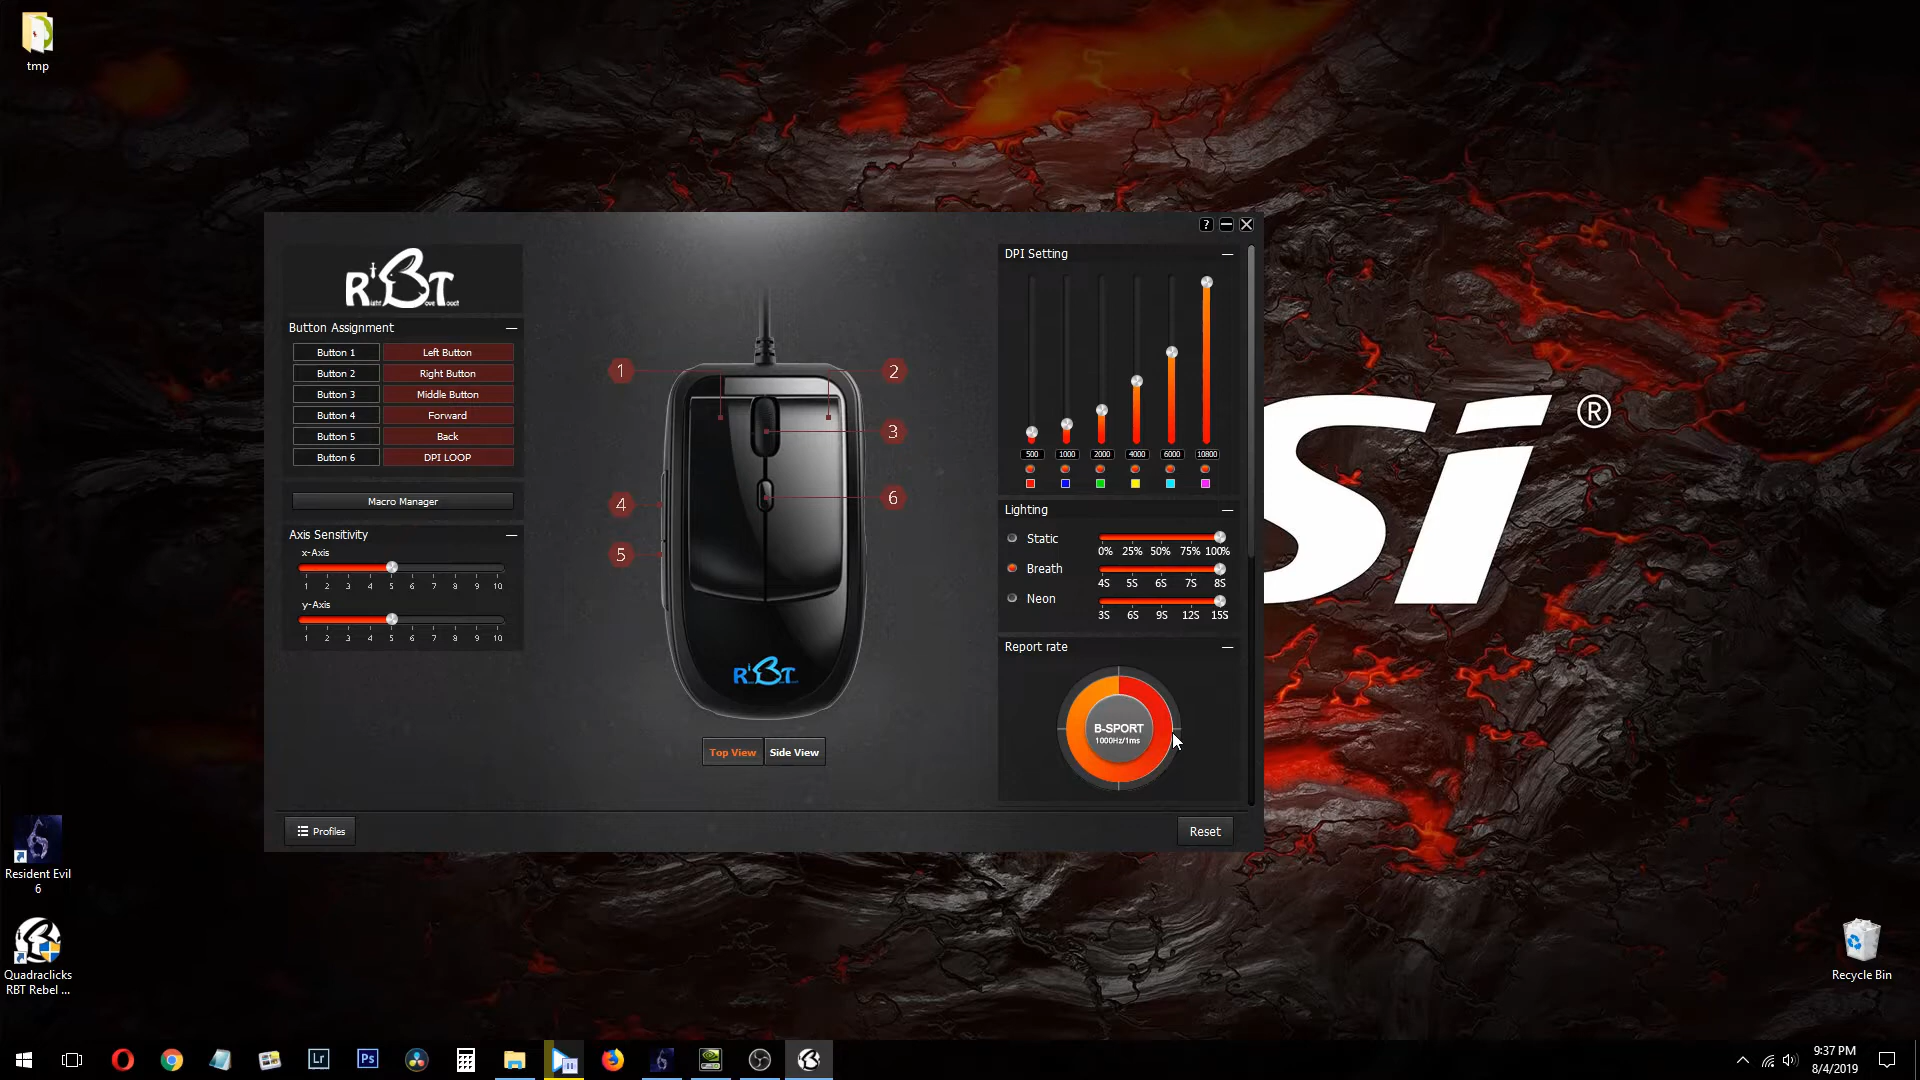 tmp
RBT
Button Assignment
Button 1 Left Button
Button 2 Right Button
Button 3 Middle Button
Button 4 Forward
Button 5 Back
Button 6 DPI LOOP
Macro Manager
Axis Sensitivity
x-Axis
1 2 3 4 5 6 7 8 9 10
y-Axis
1 2 3 4 5 6 7 8 9 10
1 2
3
4 6
5
RBT
Top View Side View
DPI Setting
500 1000 2000 4000 6000 10800
Lighting
Static
0% 25% 50% 75% 100%
Breath
4S 5S 6S 7S 8S
Neon
3S 6S 9S 12S 15S
Report rate
B-SPORT
1000Hz/1ms
Profiles
Reset
?
si ®
Resident Evil
6
Quadraclicks
RBT Rebel ...
Recycle Bin
Lr
Ps
9:37 PM
8/4/2019